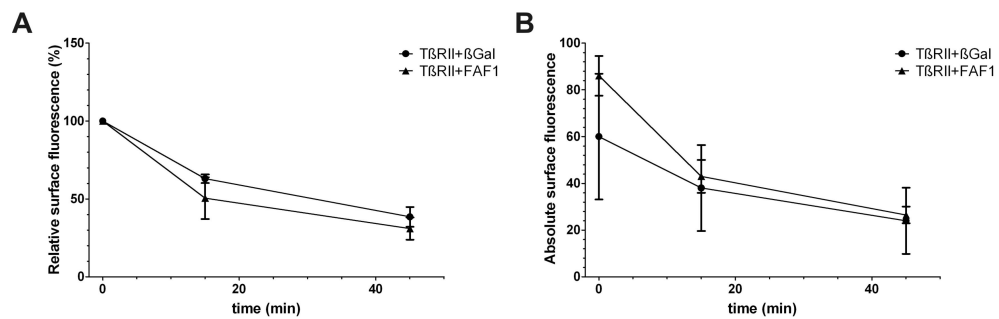 A
Relative surface fluorescence (%)
150
100
50
0
0
20
40
time (min)
TßRII+ßGal
TßRII+FAF1
B
Absolute surface fluorescence
100
80
60
40
20
0
0
20
40
time (min)
TßRII+ßGal
TßRII+FAF1